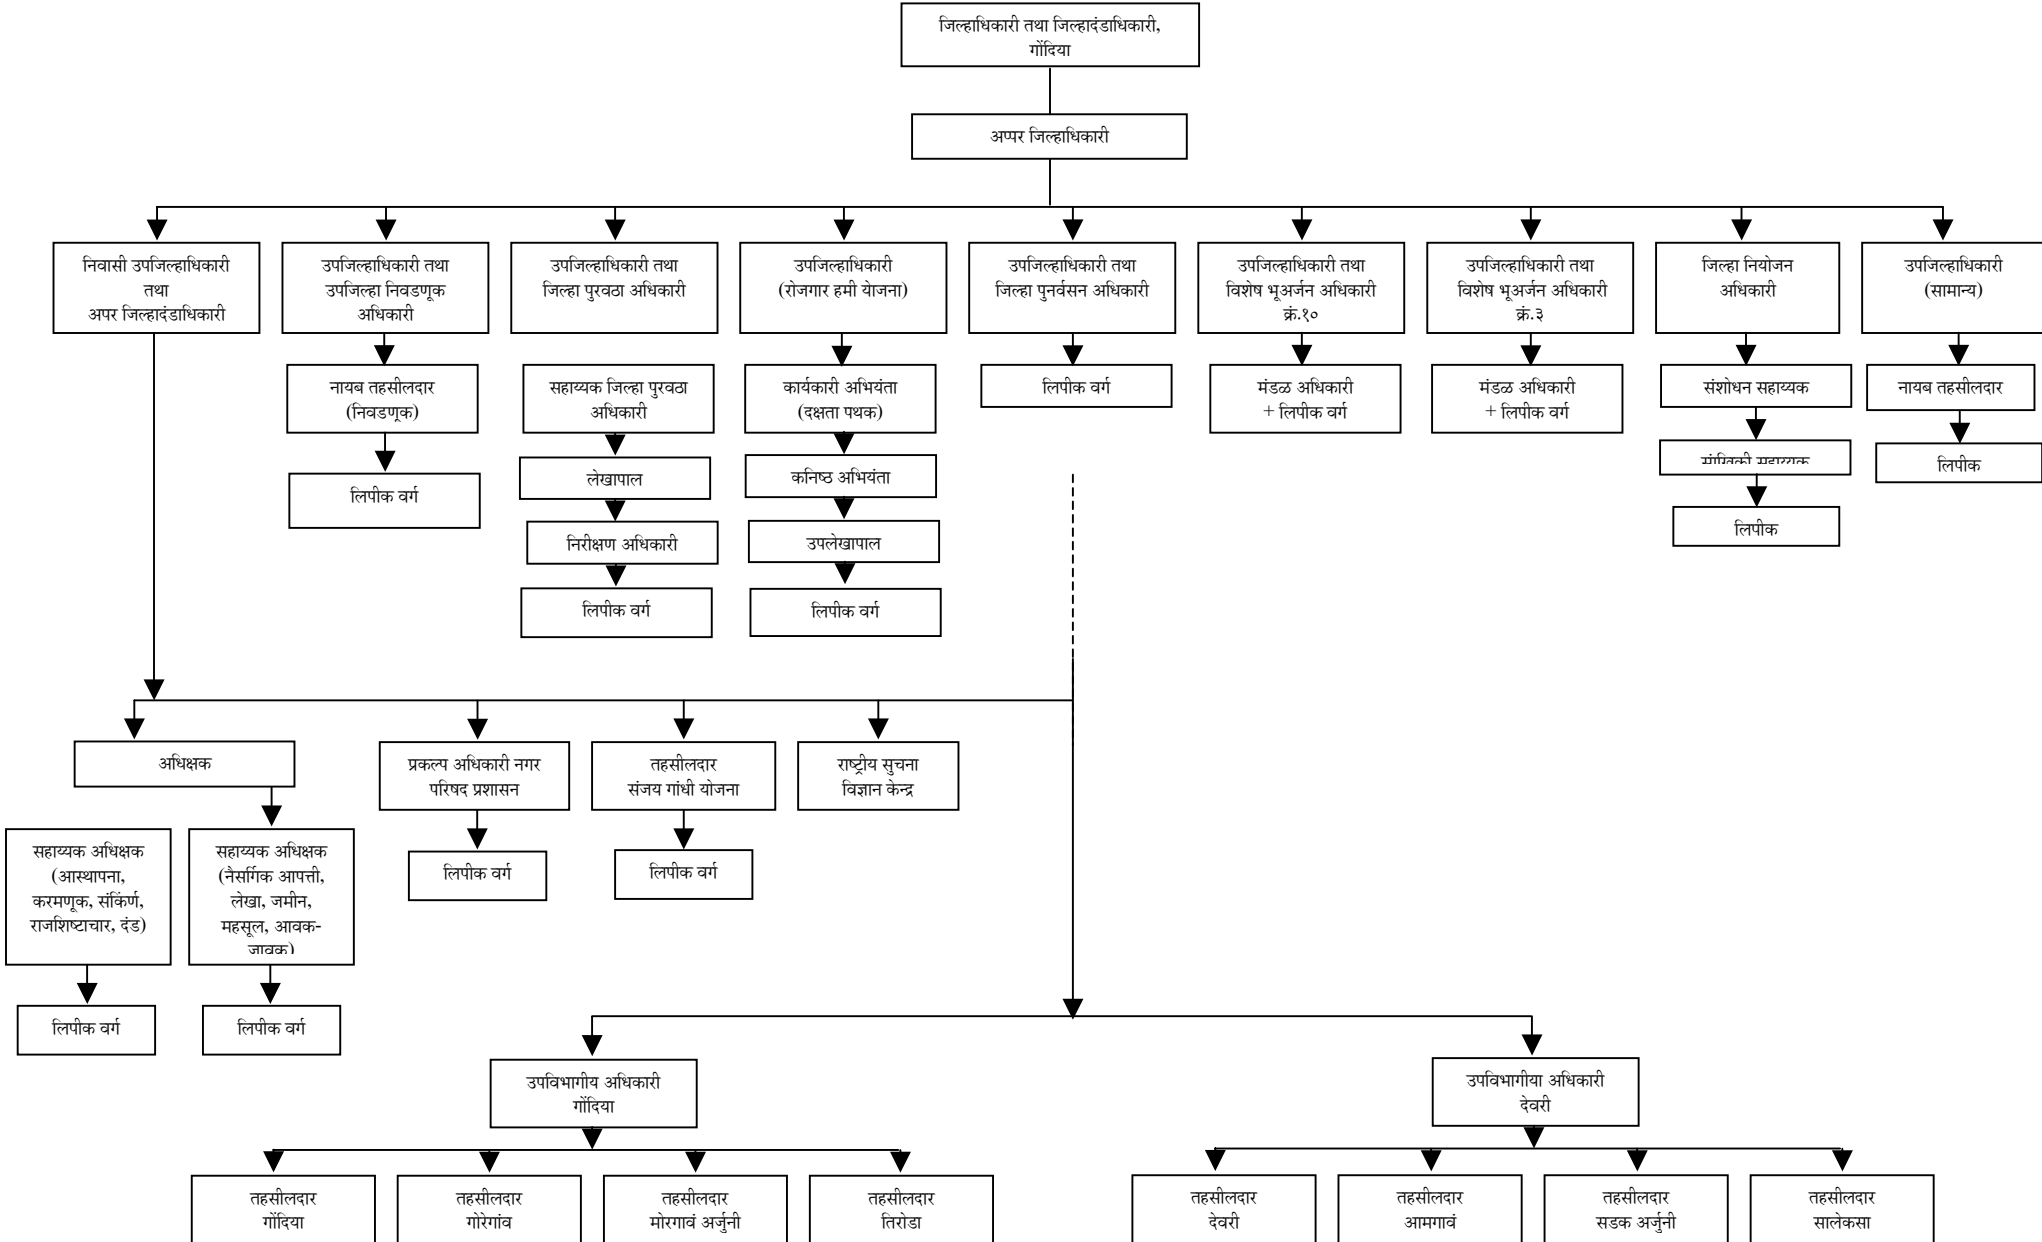 जिल्हाधिकारी तथा जिल्हादंडाधिकारी,
गोंदिया
अप्पर जिल्हाधिकारी
निवासी उपजिल्हाधिकारी
तथा
अपर जिल्हादंडाधिकारी
उपजिल्हाधिकारी तथा
उपजिल्हा निवडणूक
अधिकारी
उपजिल्हाधिकारी तथा
जिल्हा पुरवठा अधिकारी
उपजिल्हाधिकारी
(रोजगार हमी येाजना)
उपजिल्हाधिकारी तथा
जिल्हा पुनर्वसन अधिकारी
उपजिल्हाधिकारी तथा
विशेष भूअर्जन अधिकारी
क्रं.१०
उपजिल्हाधिकारी तथा
विशेष भूअर्जन अधिकारी
क्रं.३
जिल्हा नियोजन
अधिकारी
उपजिल्हाधिकारी
(सामान्य)
नायब तहसीलदार
(निवडणूक)
सहाय्यक जिल्हा पुरवठा
अधिकारी
कार्यकारी अभियंता
(दक्षता पथक)
लिपीक वर्ग
मंडळ अधिकारी
+ लिपीक वर्ग
मंडळ अधिकारी
+ लिपीक वर्ग
संशोधन सहाय्यक
नायब तहसीलदार
लिपीक वर्ग
लेखापाल
कनिष्ठ अभियंता
सांख्यिकी सहाय्यक
लिपीक
निरीक्षण अधिकारी
उपलेखापाल
लिपीक
लिपीक वर्ग
लिपीक वर्ग
अधिक्षक
प्रकल्प अधिकारी नगर
परिषद प्रशासन
तहसीलदार
संजय गांधी योजना
राष्ट्रीय सुचना
विज्ञान केन्द्र
सहाय्यक अधिक्षक
(आस्थापना,
करमणूक, संकिंर्ण,
राजशिष्टाचार, दंड)
सहाय्यक अधिक्षक
(नैसर्गिक आपत्ती,
लेखा, जमीन,
महसूल, आवक-
जावक)
लिपीक वर्ग
लिपीक वर्ग
लिपीक वर्ग
लिपीक वर्ग
उपविभागीय अधिकारी
गोंदिया
उपविभागीया अधिकारी
देवरी
तहसीलदार
गोंदिया
तहसीलदार
गोरेगांव
तहसीलदार
मोरगावं अर्जुनी
तहसीलदार
तिरोडा
तहसीलदार
देवरी
तहसीलदार
आमगावं
तहसीलदार
सडक अर्जुनी
तहसीलदार
सालेकसा